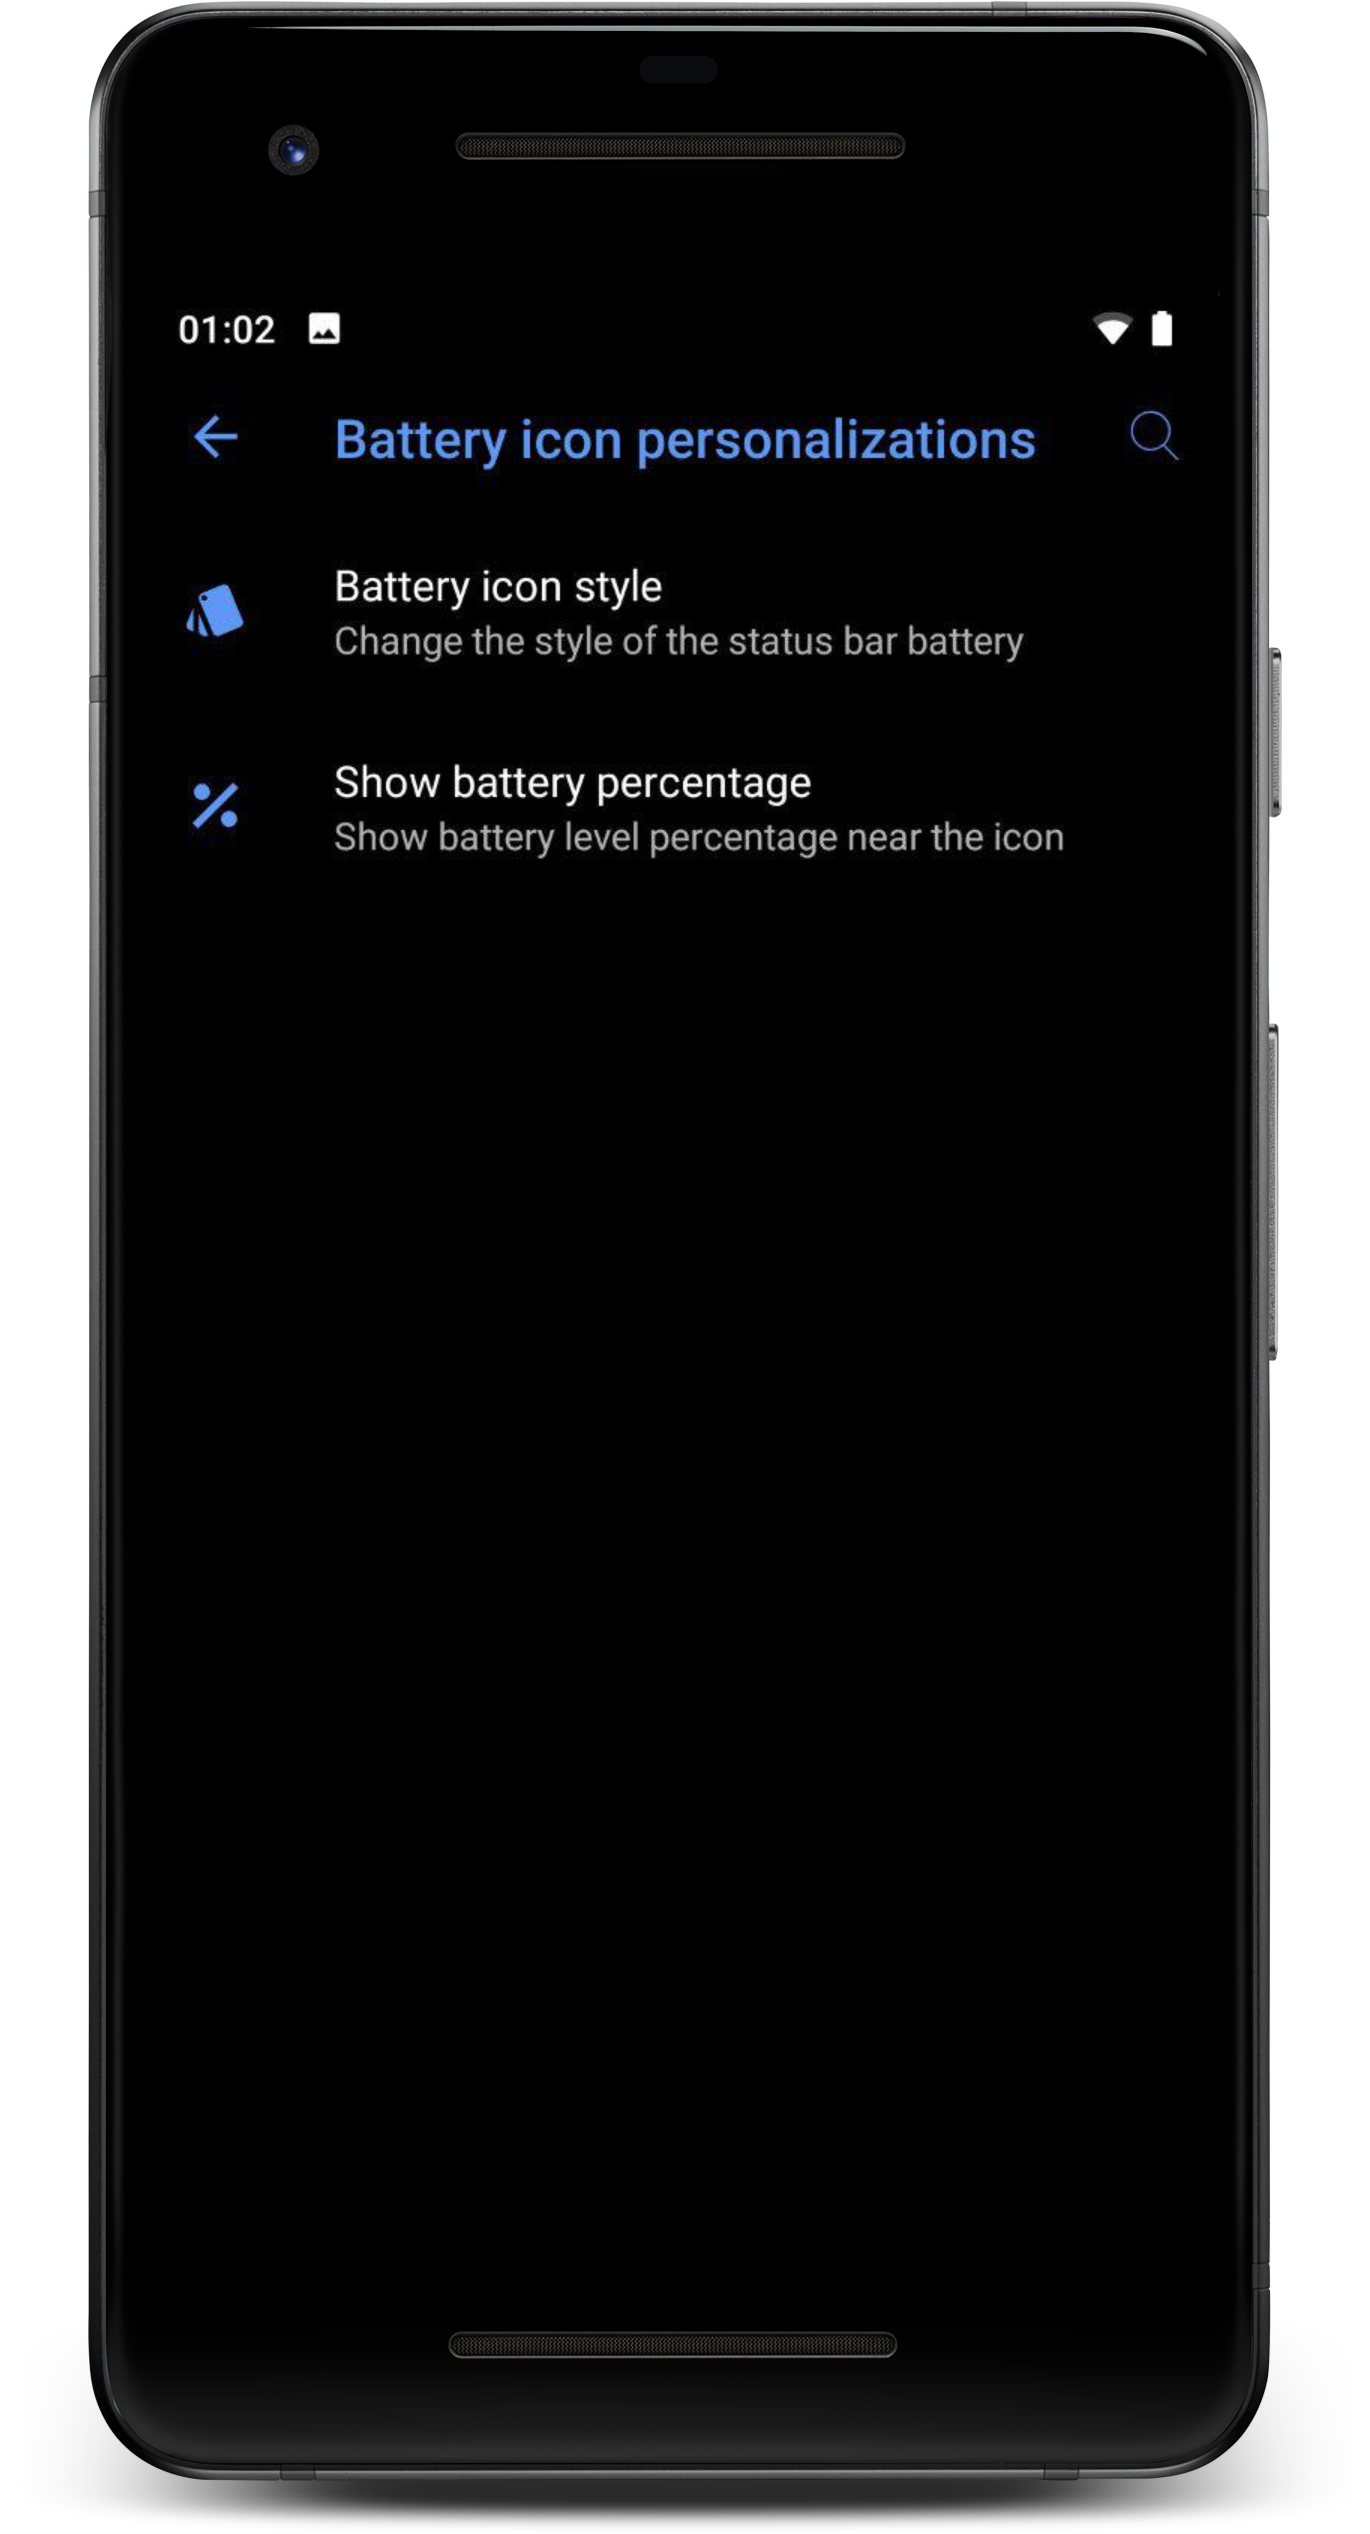 01:02
Battery icon personalizations
Battery icon style
Change the style of the status bar battery
Show battery percentage
Show battery level percentage near the icon